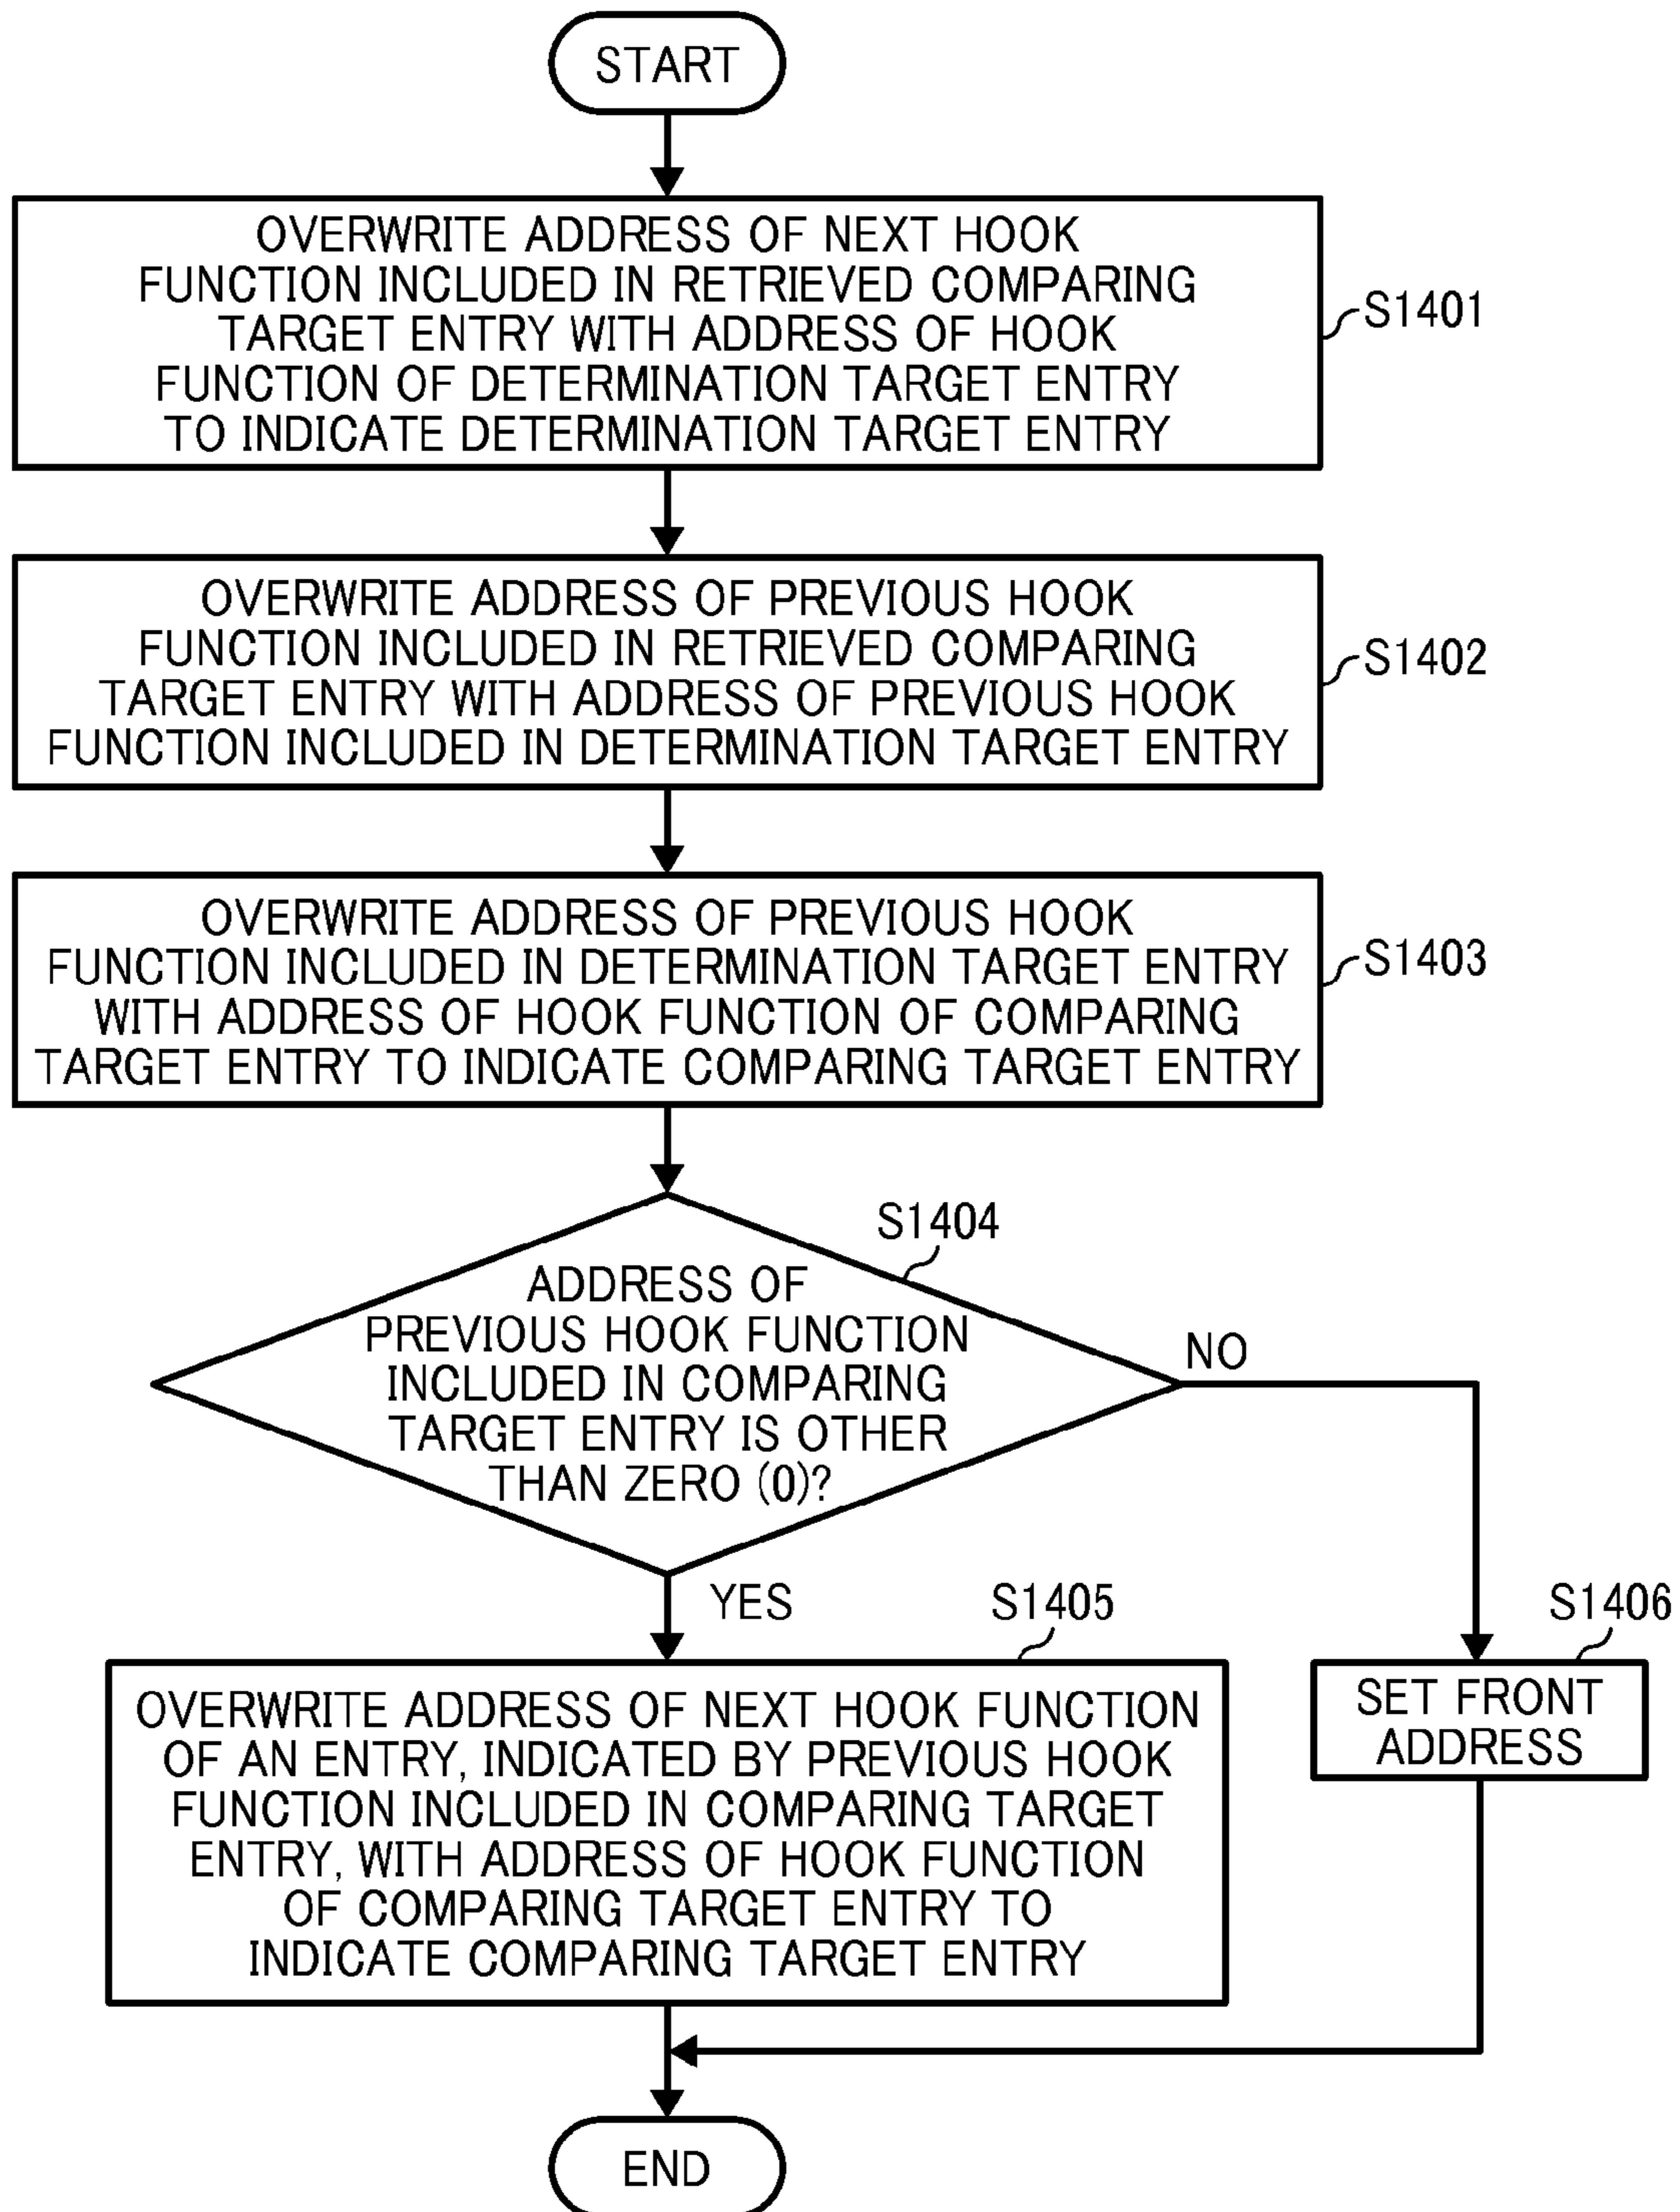 START
OVERWRITE ADDRESS OF NEXT HOOK
FUNCTION INCLUDED IN RETRIEVED COMPARING
TARGET ENTRY WITH ADDRESS OF HOOK
FUNCTION OF DETERMINATION TARGET ENTRY
TO INDICATE DETERMINATION TARGET ENTRY
S1401
OVERWRITE ADDRESS OF PREVIOUS HOOK
FUNCTION INCLUDED IN RETRIEVED COMPARING
TARGET ENTRY WITH ADDRESS OF PREVIOUS HOOK
FUNCTION INCLUDED IN DETERMINATION TARGET ENTRY
S1402
OVERWRITE ADDRESS OF PREVIOUS HOOK
FUNCTION INCLUDED IN DETERMINATION TARGET ENTRY
WITH ADDRESS OF HOOK FUNCTION OF COMPARING
TARGET ENTRY TO INDICATE COMPARING TARGET ENTRY
S1403
S1404
ADDRESS OF
PREVIOUS HOOK FUNCTION
INCLUDED IN COMPARING
TARGET ENTRY IS OTHER
THAN ZERO (0)?
NO
YES
S1405
OVERWRITE ADDRESS OF NEXT HOOK FUNCTION
OF AN ENTRY, INDICATED BY PREVIOUS HOOK
FUNCTION INCLUDED IN COMPARING TARGET
ENTRY, WITH ADDRESS OF HOOK FUNCTION
OF COMPARING TARGET ENTRY TO
INDICATE COMPARING TARGET ENTRY
S1406
SET FRONT
ADDRESS
END